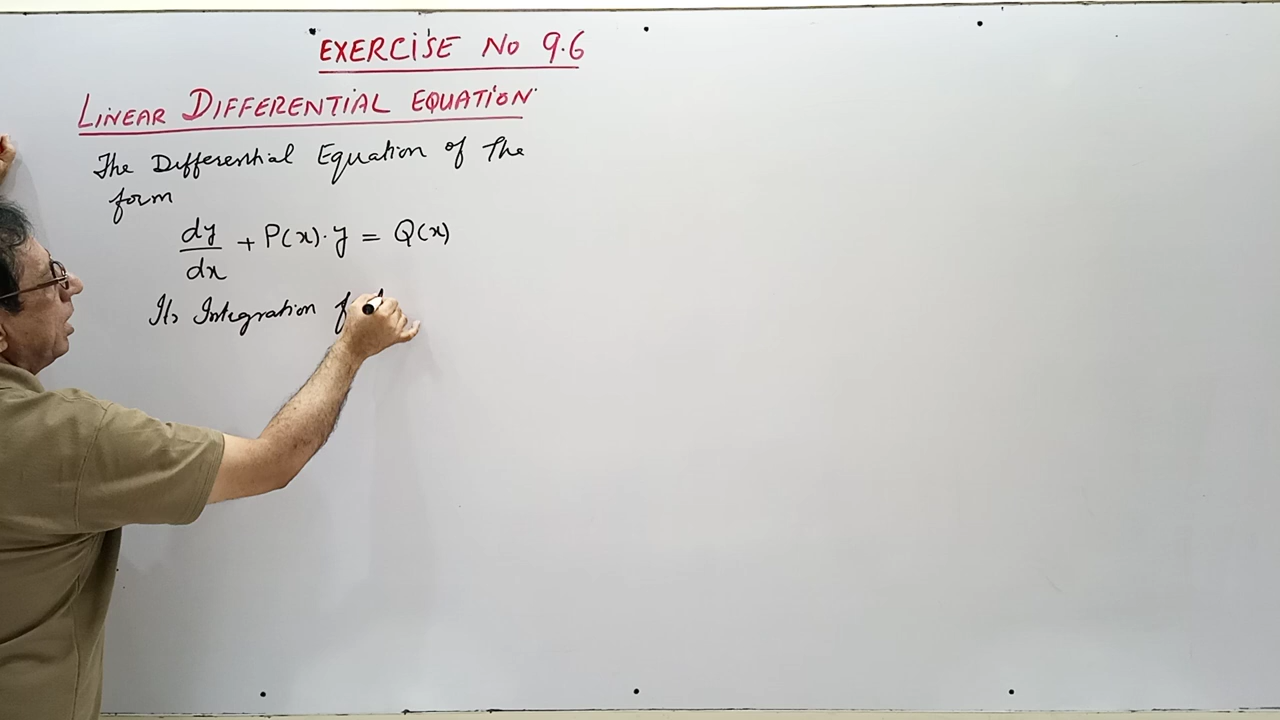 EXERCISE No 9.6
LINEAR DIFFERENTIAL EQUATION
The Differential Equation of the
form
dy/dx + P(x)·y = Q(x)
Its Integration